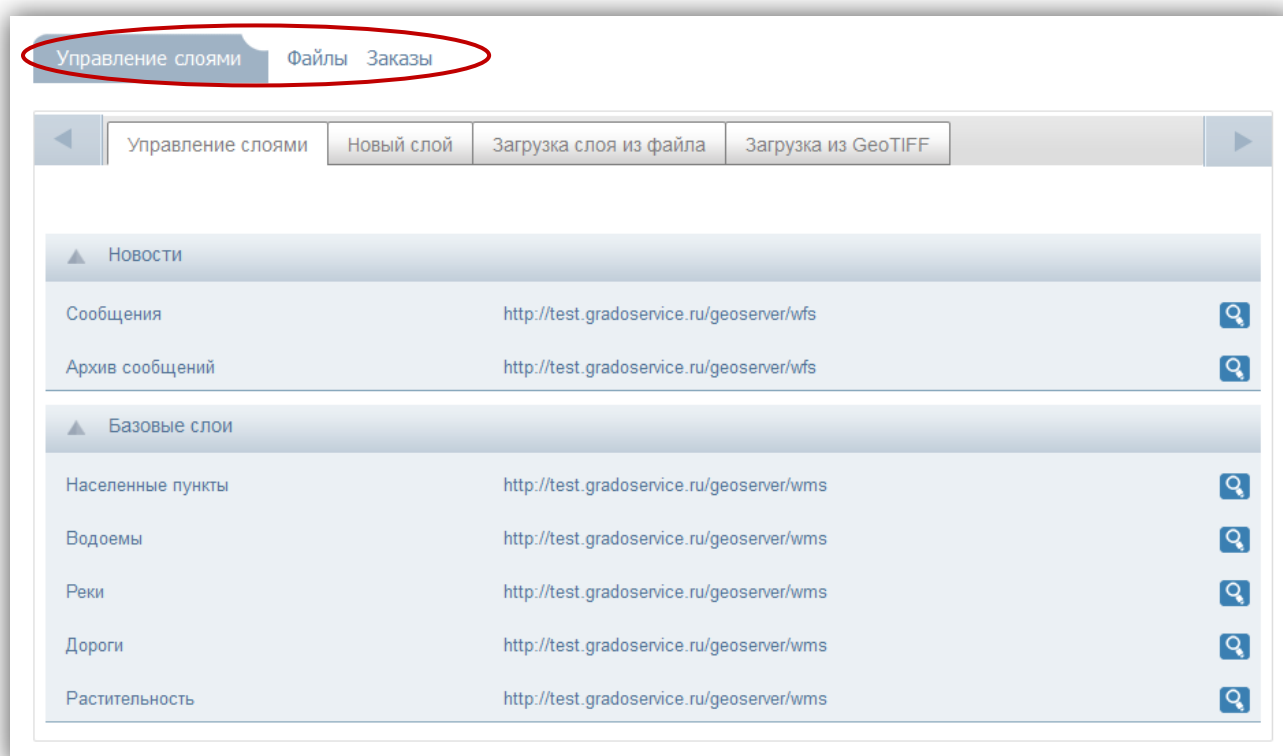 Управление слоями Файлы Заказы
Управление слоями Новый слой Загрузка слоя из файла Загрузка из GeoTIFF
Новости
Сообщения http://test.gradoservice.ru/geoserver/wfs
Архив сообщений http://test.gradoservice.ru/geoserver/wfs
Базовые слои
Населенные пункты http://test.gradoservice.ru/geoserver/wms
Водоемы http://test.gradoservice.ru/geoserver/wms
Реки http://test.gradoservice.ru/geoserver/wms
Дороги http://test.gradoservice.ru/geoserver/wms
Растительность http://test.gradoservice.ru/geoserver/wms